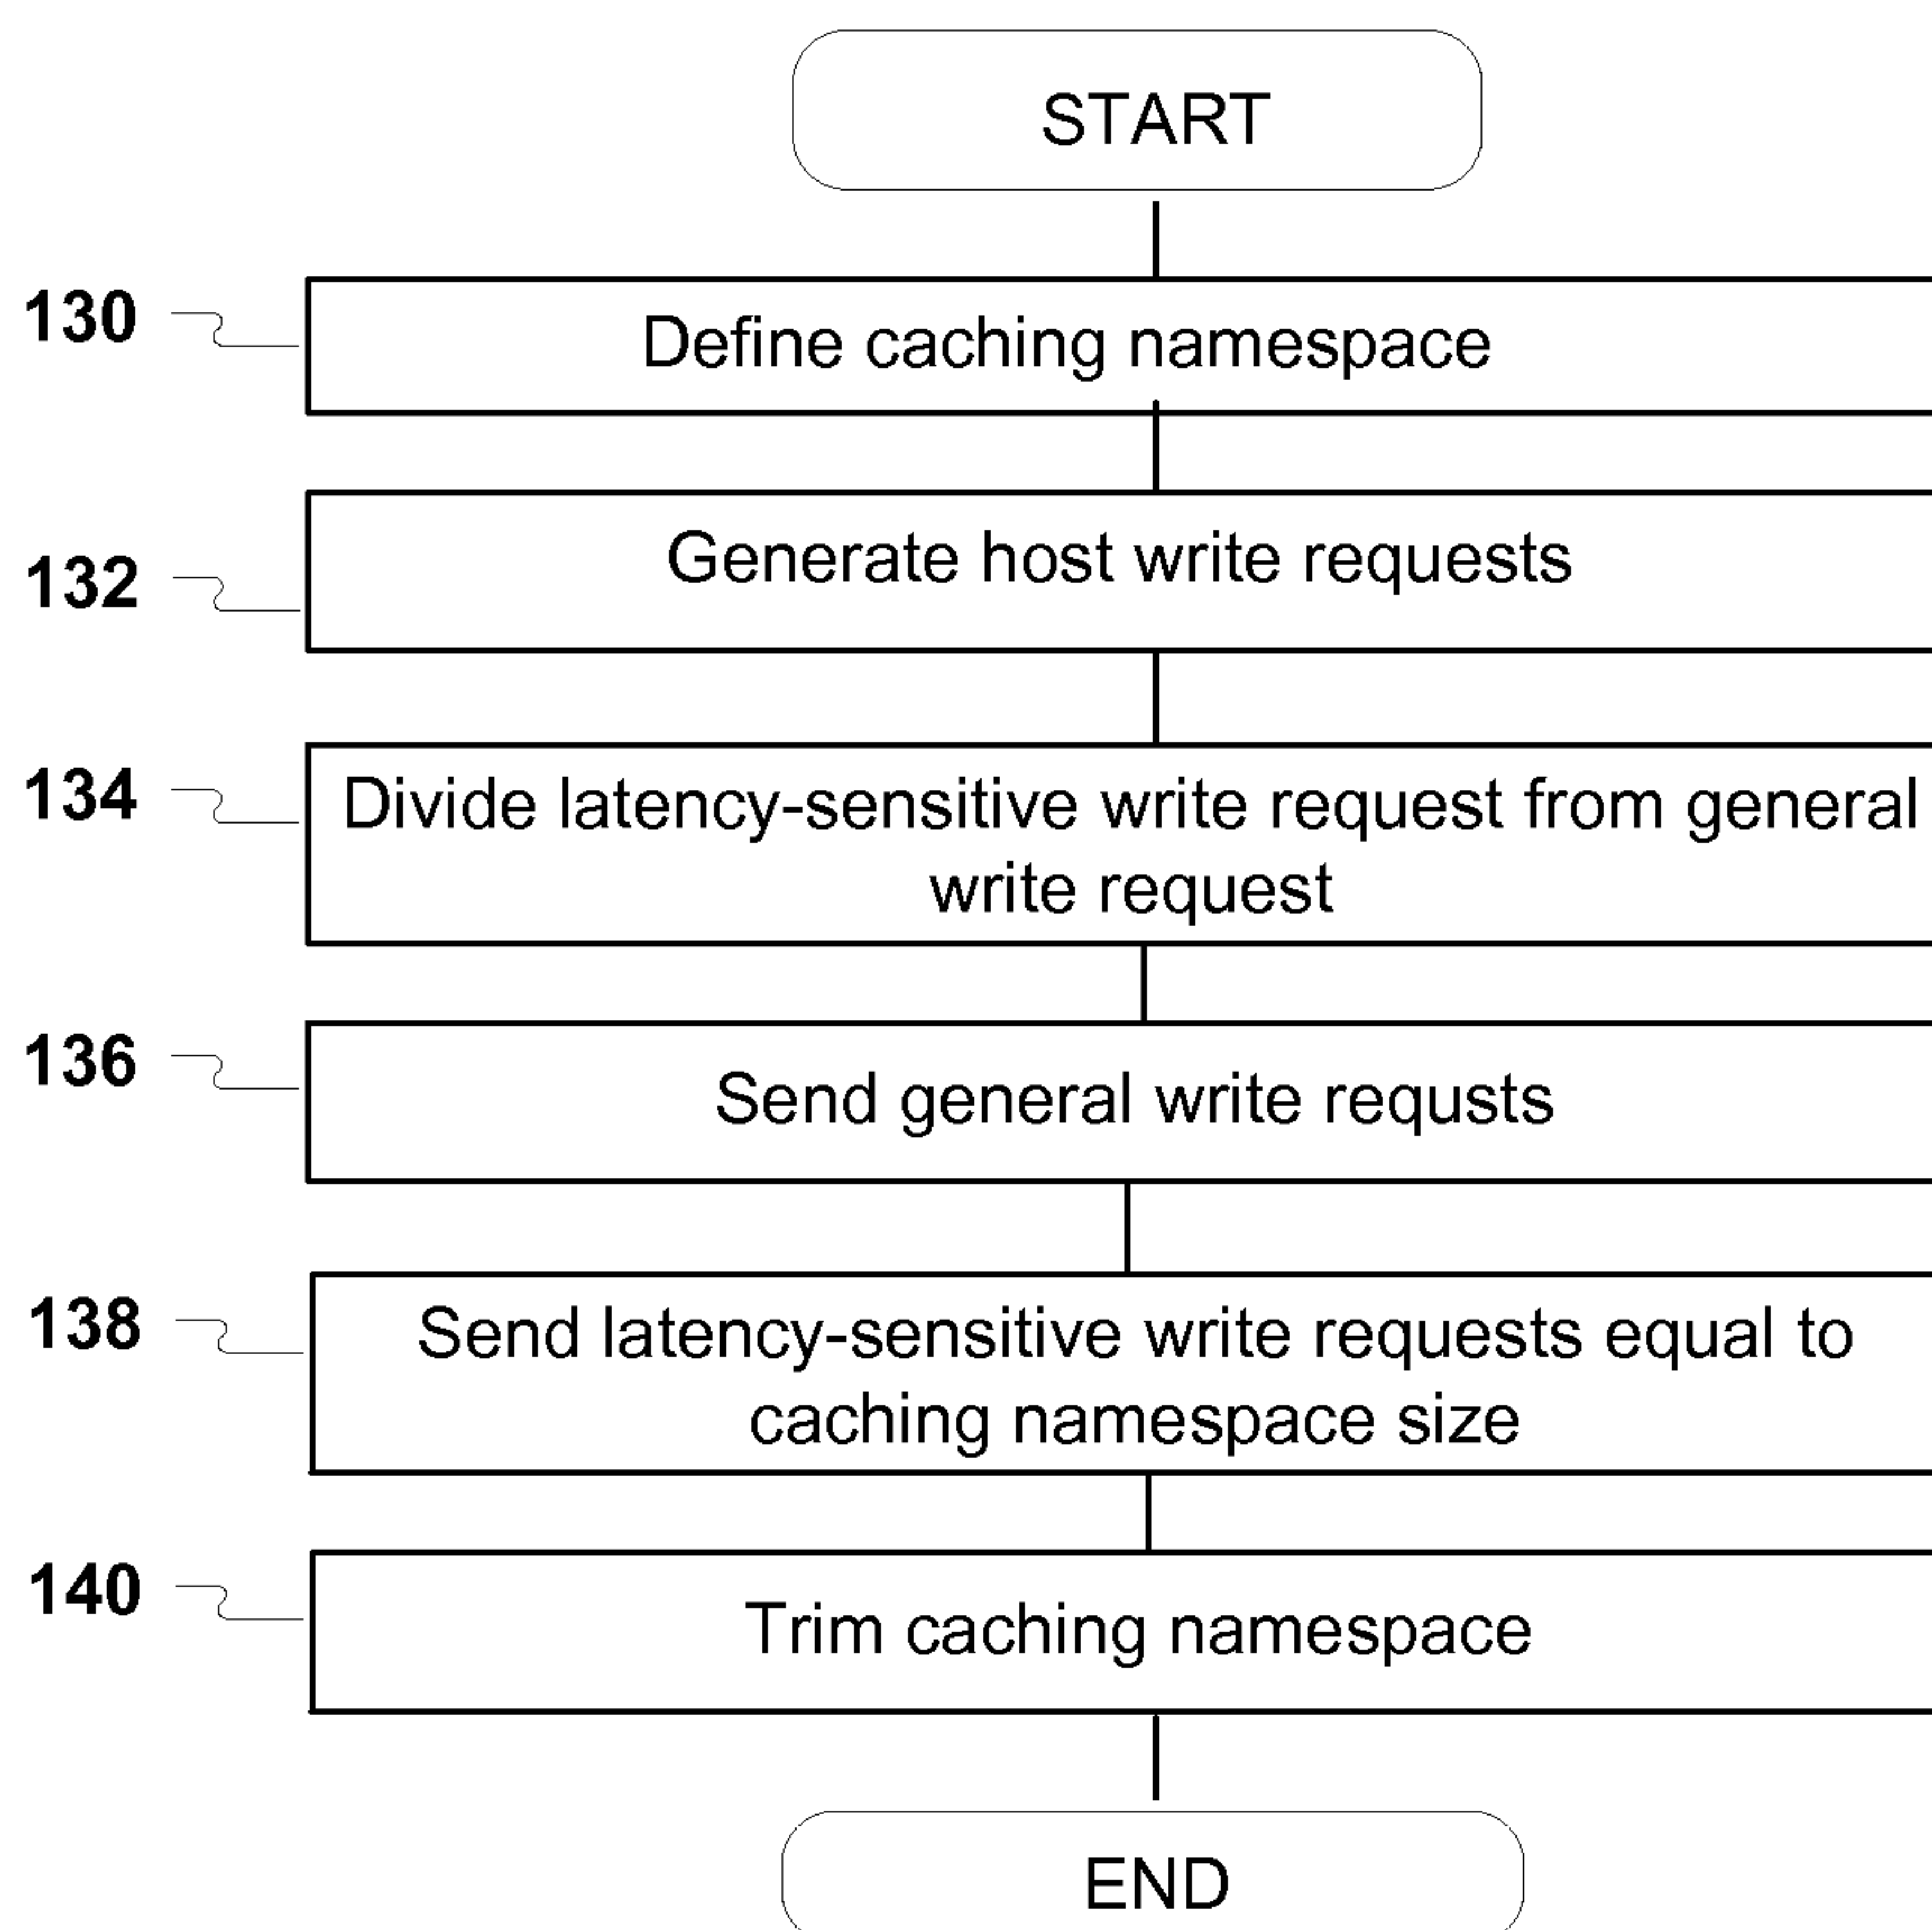 START
130
Define caching namespace
132
Generate host write requests
134
Divide latency-sensitive write request from general
write request
136
Send general write requsts
138
Send latency-sensitive write requests equal to
caching namespace size
140
Trim caching namespace
END